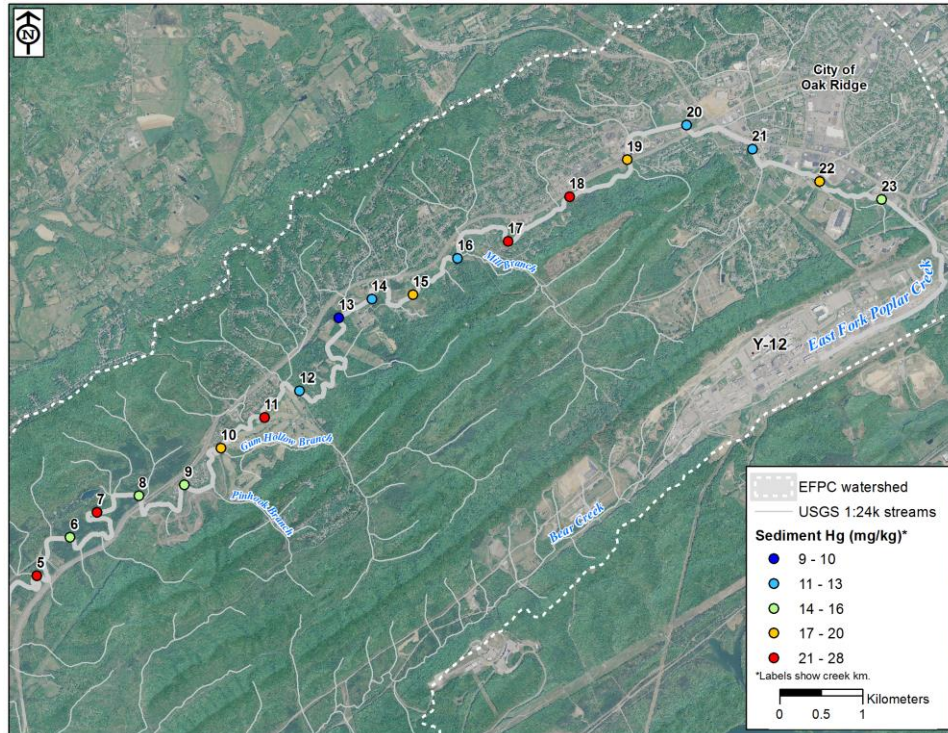 N
City of
Oak Ridge
20
21
19
22
23
18
17
16
Mill Branch
15
14
13
East Fork Poplar Creek
Y-12
12
11
10
Gum Hollow Branch
9
8
7
Pinhook Branch
6
5
Bear Creek
EFPC watershed
USGS 1:24k streams
Sediment Hg (mg/kg)*
9 - 10
11 - 13
14 - 16
17 - 20
21 - 28
*Labels show creek km.
Kilometers
0 0.5 1